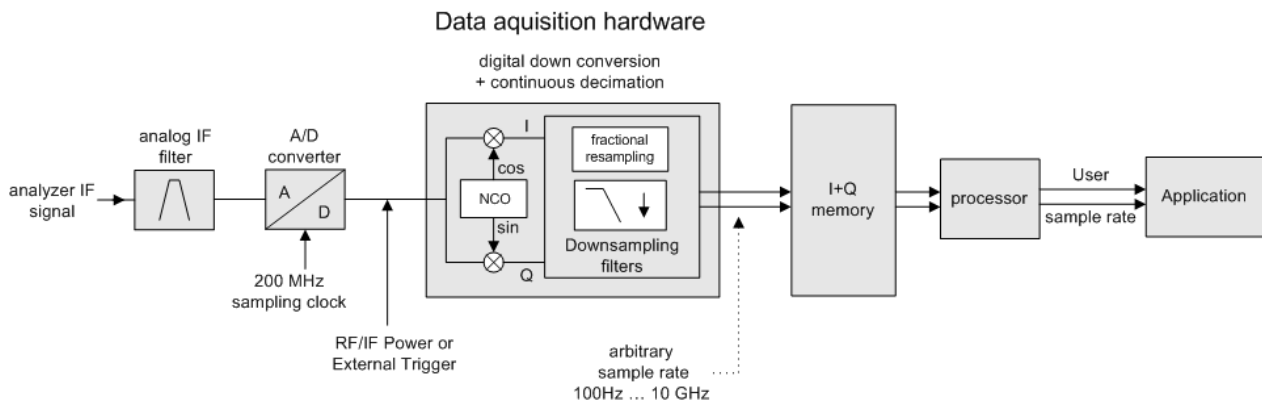 Data aquisition hardware
digital down conversion
+ continuous decimation
analyzer IF
signal
analog IF
filter
A/D
converter
A
D
200 MHz
sampling clock
RF/IF Power or
External Trigger
I
cos
NCO
sin
Q
fractional
resampling
Downsampling
filters
arbitrary
sample rate
100Hz ... 10 GHz
I+Q
memory
processor
User
sample rate
Application